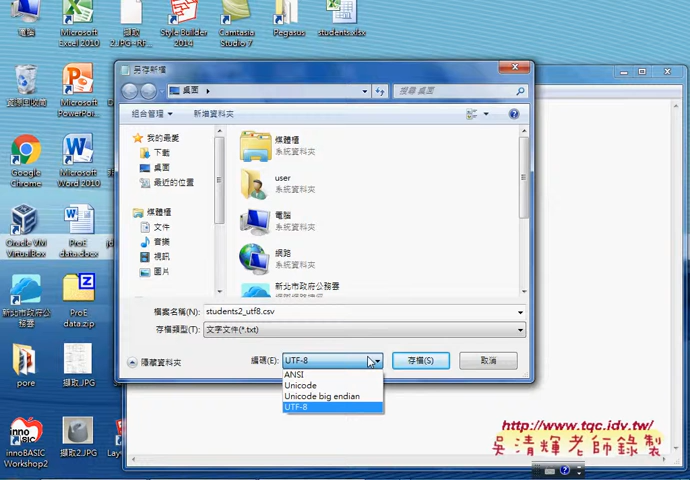 電腦
Microsoft
Excel 2010
擷取
2.JPG
Style Builder
2014
Camtasia
Studio 7
Pegasus
students.xlsx
資源回收筒
Microsoft
PowerPoi...
Google
Chrome
Microsoft
Word 2010
Oracle VM
VirtualBox
ProE
data.docx
新北市政府公
務雲
ProE
data.zip
pore
擷取.JPG
innoBASIC
Workshop2
擷取2.JPG
另存新檔
桌面
搜尋 桌面
組合管理
新增資料夾
我的最愛
下載
桌面
最近的位置
媒體櫃
文件
音樂
視訊
圖片
媒體櫃
系統資料夾
user
系統資料夾
電腦
系統資料夾
網路
系統資料夾
新北市政府公務雲
檔案名稱(N):
students2_utf8.csv
存檔類型(T):
文字文件(*.txt)
隱藏資料夾
編碼(E):
UTF-8
存檔(S)
取消
ANSI
Unicode
Unicode big endian
UTF-8
http://www.tqc.idv.tw/
吳清輝老師錄製